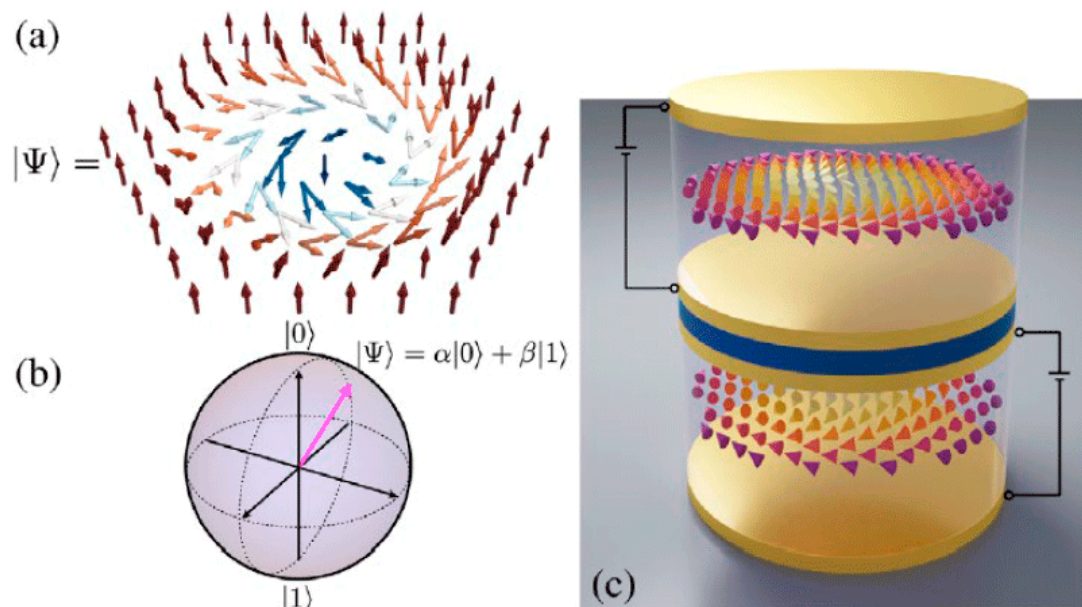 (a)
|Ψ⟩ =
|0⟩
|Ψ⟩ = α|0⟩ + β|1⟩
(b)
|1⟩
(c)